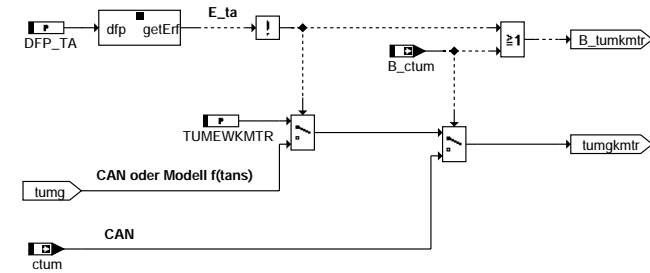 E_ta
P
dfp getErf
!
≥1
B_tumkmtr
DFP_TA
B_ctum
P
TUMEWKMTR
tumgkmtr
CAN oder Modell f(tans)
tumg
CAN
ctum